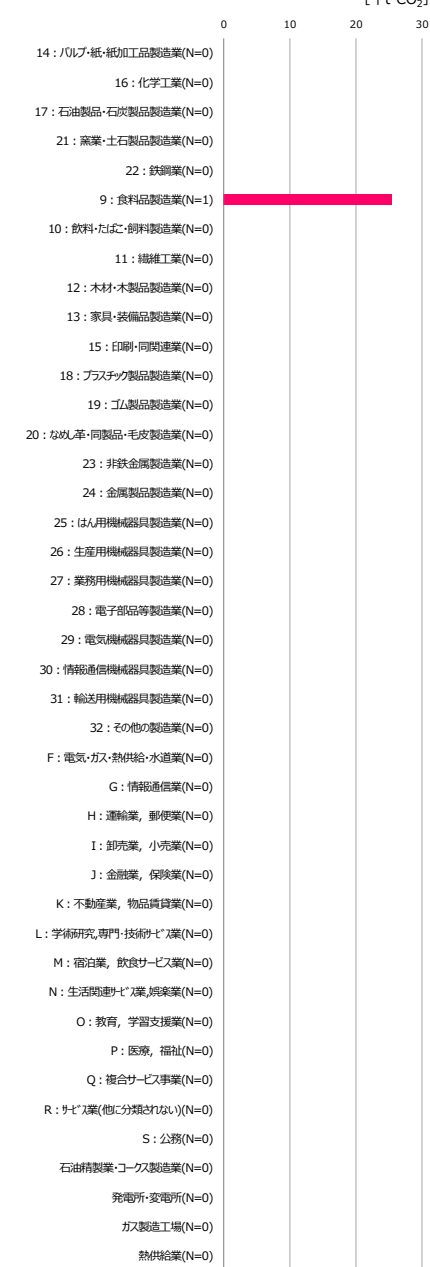 [千t-CO₂]
0 10 20 30
14：パルプ・紙・紙加工品製造業(N=0)
16：化学工業(N=0)
17：石油製品・石炭製品製造業(N=0)
21：窯業・土石製品製造業(N=0)
22：鉄鋼業(N=0)
9：食料品製造業(N=1)
10：飲料・たばこ・飼料製造業(N=0)
11：繊維工業(N=0)
12：木材・木製品製造業(N=0)
13：家具・装備品製造業(N=0)
15：印刷・同関連業(N=0)
18：プラスチック製品製造業(N=0)
19：ゴム製品製造業(N=0)
20：なめし革・同製品・毛皮製造業(N=0)
23：非鉄金属製造業(N=0)
24：金属製品製造業(N=0)
25：はん用機械器具製造業(N=0)
26：生産用機械器具製造業(N=0)
27：業務用機械器具製造業(N=0)
28：電子部品等製造業(N=0)
29：電気機械器具製造業(N=0)
30：情報通信機械器具製造業(N=0)
31：輸送用機械器具製造業(N=0)
32：その他の製造業(N=0)
F：電気・ガス・熱供給・水道業(N=0)
G：情報通信業(N=0)
H：運輸業，郵便業(N=0)
I：卸売業，小売業(N=0)
J：金融業，保険業(N=0)
K：不動産業，物品賃貸業(N=0)
L：学術研究,専門・技術ｻｰﾋﾞｽ業(N=0)
M：宿泊業，飲食サービス業(N=0)
N：生活関連ｻｰﾋﾞｽ業,娯楽業(N=0)
O：教育，学習支援業(N=0)
P：医療，福祉(N=0)
Q：複合サービス事業(N=0)
R：ｻｰﾋﾞｽ業(他に分類されない)(N=0)
S：公務(N=0)
石油精製業・コークス製造業(N=0)
発電所・変電所(N=0)
ガス製造工場(N=0)
熱供給業(N=0)